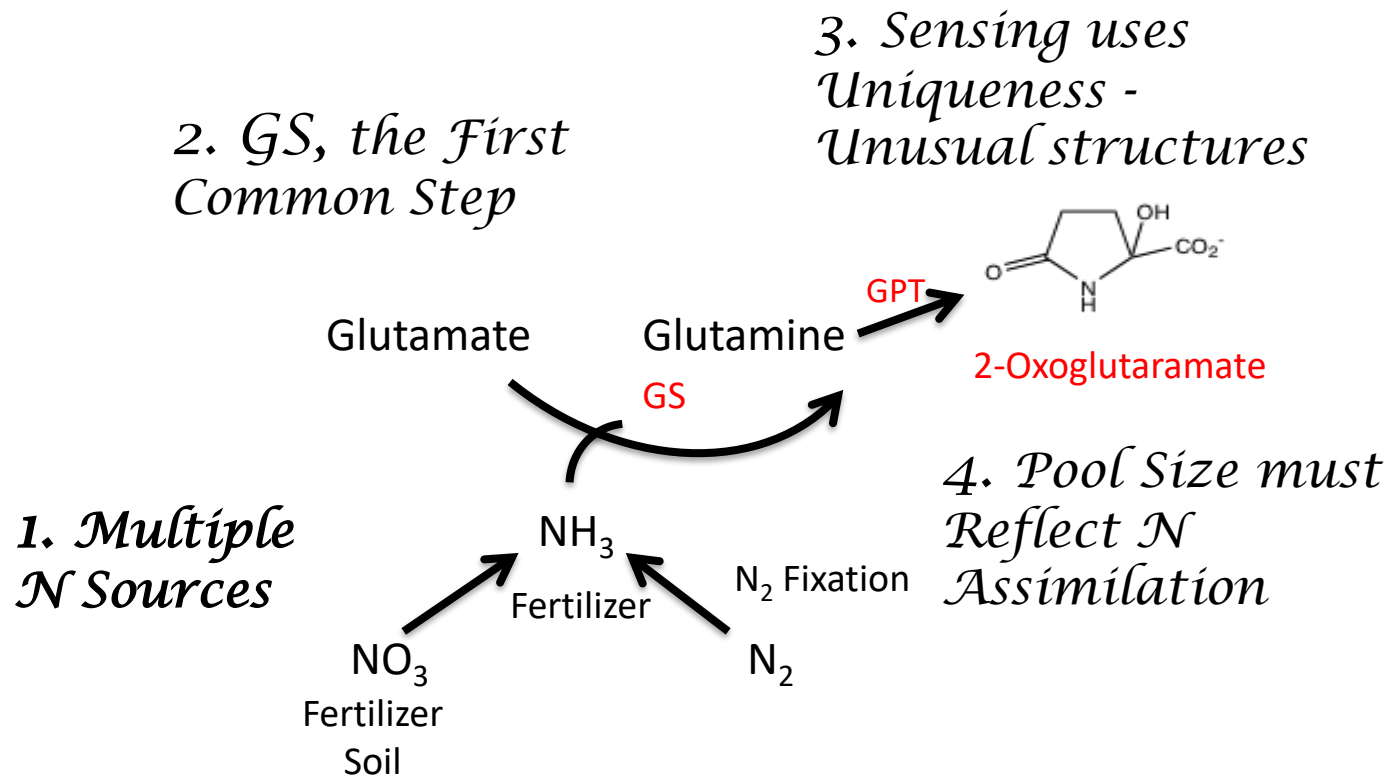 3. Sensing uses
Uniqueness -
Unusual structures
2. GS, the First
Common Step
OH
CO₂⁻
O
N
H
GPT
Glutamate
Glutamine
2-Oxoglutaramate
GS
4. Pool Size must
Reflect N
Assimilation
1. Multiple
N Sources
NH₃
N₂ Fixation
Fertilizer
NO₃
N₂
Fertilizer
Soil